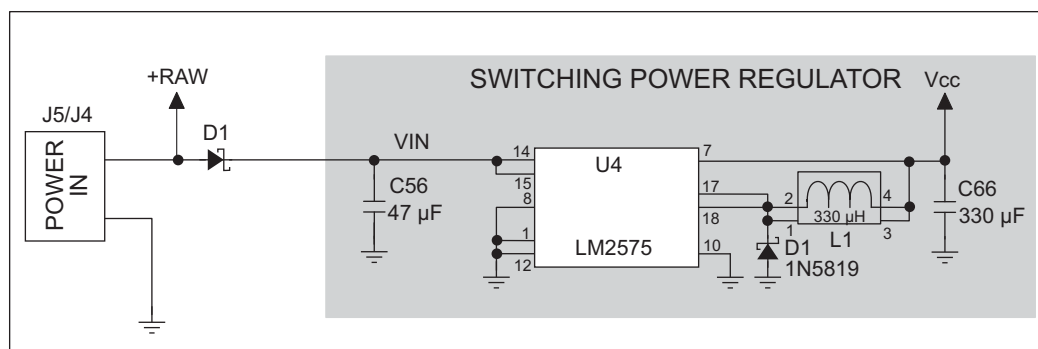 SWITCHING POWER REGULATOR
+RAW
Vcc
J5/J4
D1
POWER
IN
VIN
C56
47 µF
14
15
8
1
12
U4
LM2575
7
17
18
10
2
1
4
3
330 µH
L1
D1
1N5819
C66
330 µF